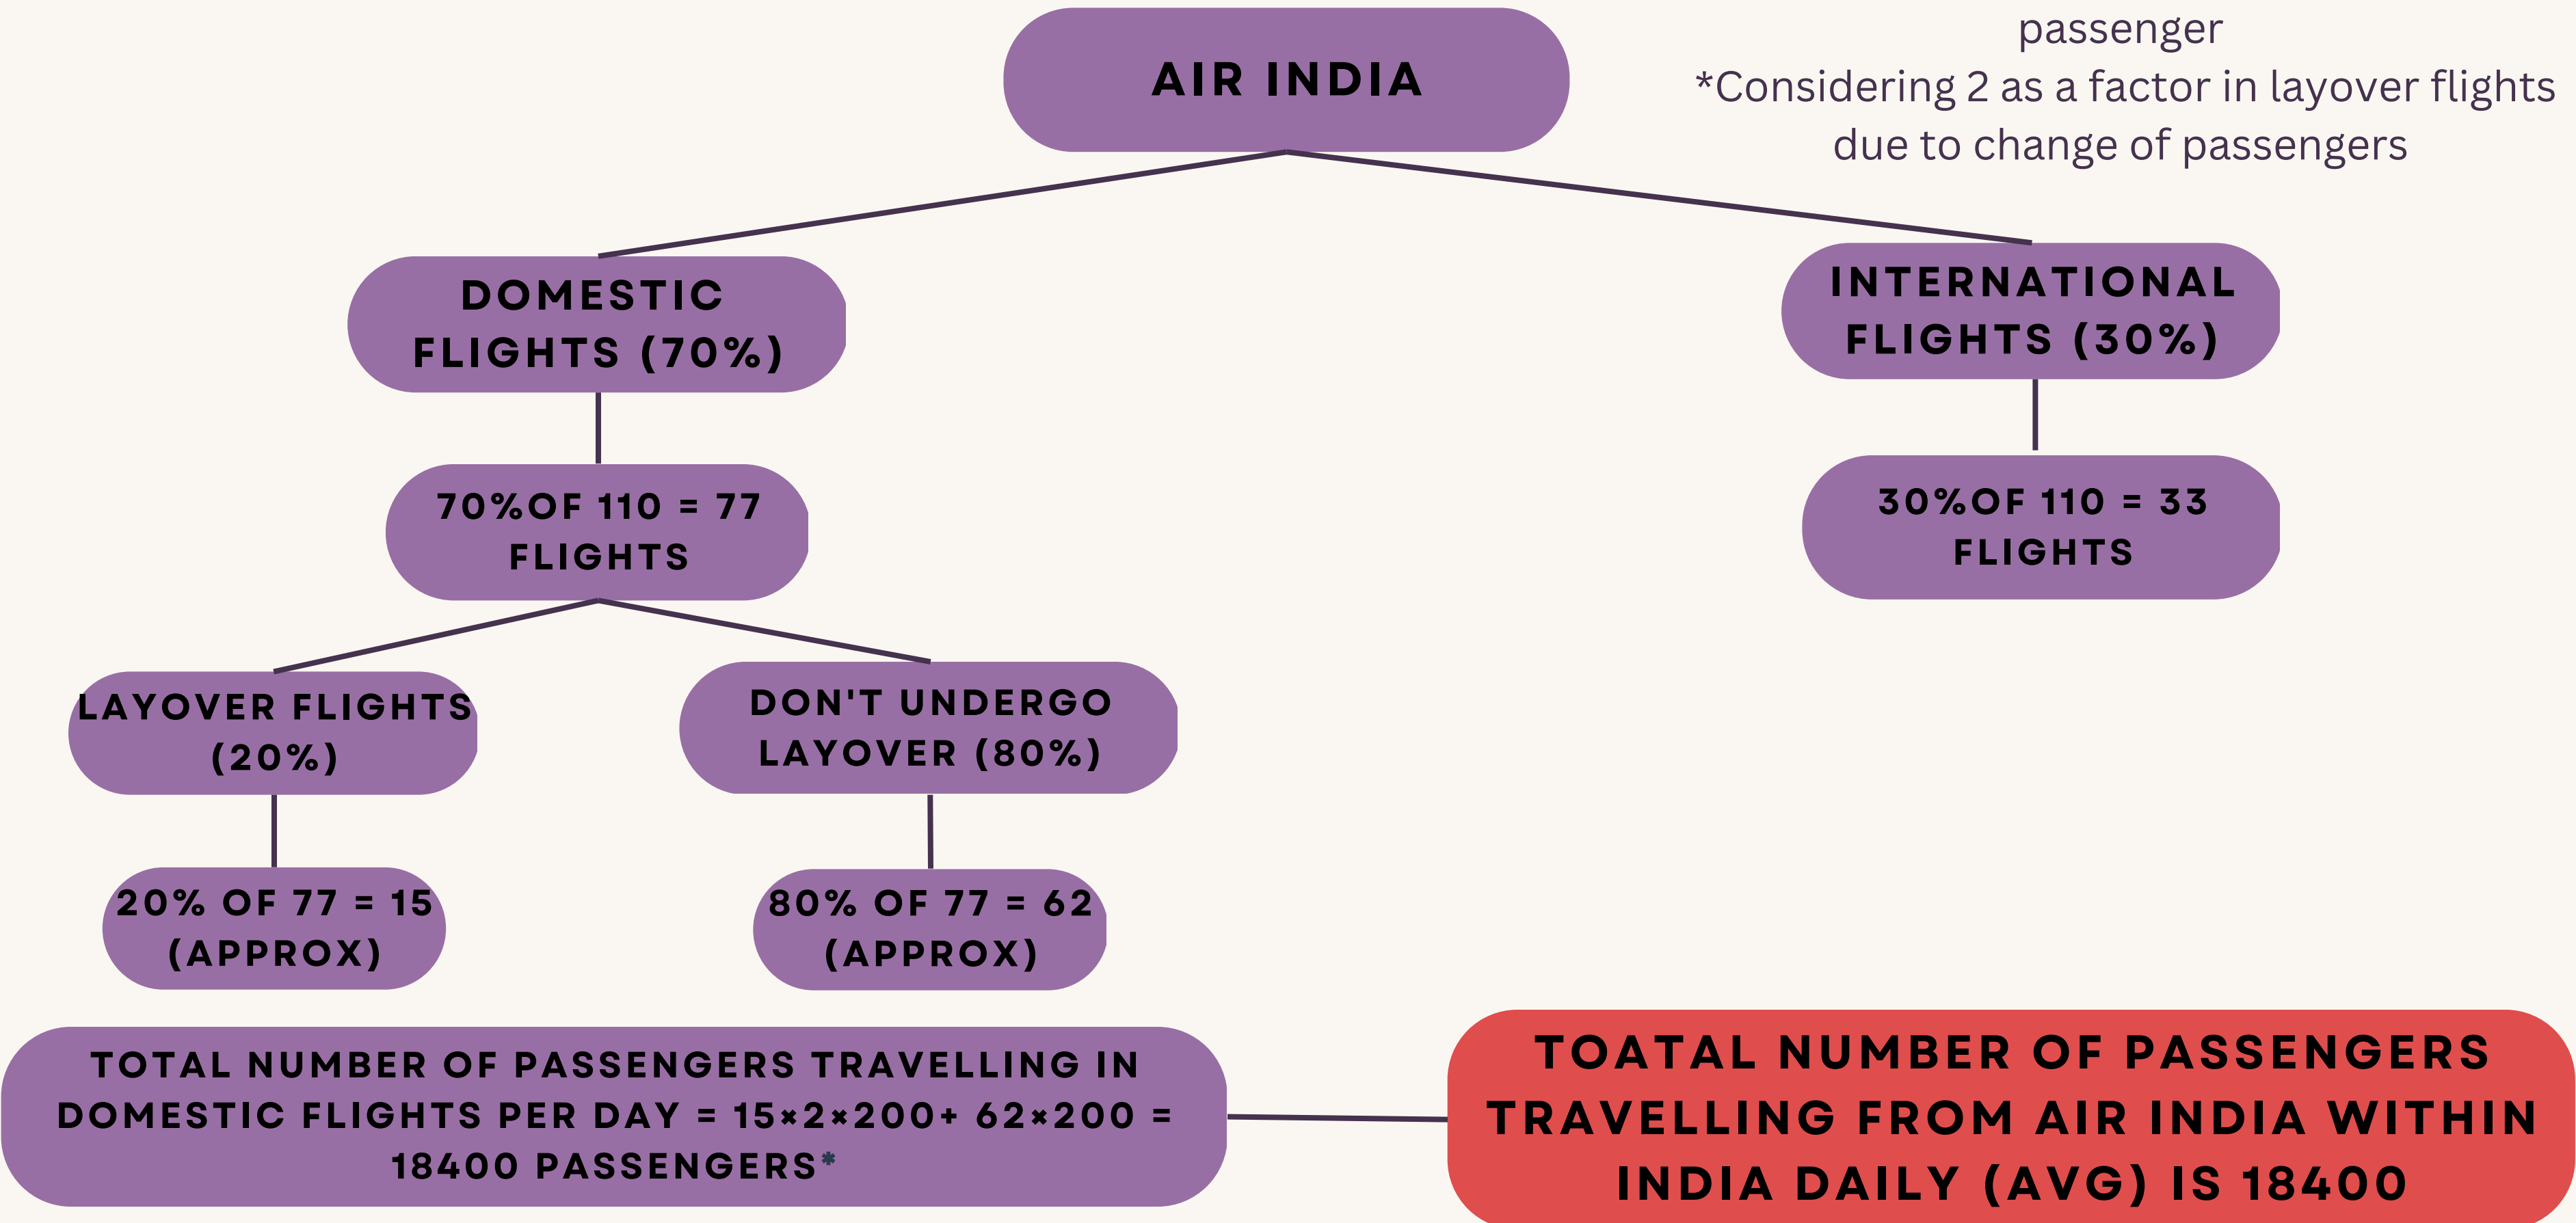 AIR INDIA
passenger
*Considering 2 as a factor in layover flights
due to change of passengers
DOMESTIC
FLIGHTS (70%)
INTERNATIONAL
FLIGHTS (30%)
70%OF 110 = 77
FLIGHTS
30%OF 110 = 33
FLIGHTS
LAYOVER FLIGHTS
(20%)
DON'T UNDERGO
LAYOVER (80%)
20% OF 77 = 15
(APPROX)
80% OF 77 = 62
(APPROX)
TOTAL NUMBER OF PASSENGERS TRAVELLING IN
DOMESTIC FLIGHTS PER DAY = 15×2×200+ 62×200 =
18400 PASSENGERS*
TOATAL NUMBER OF PASSENGERS
TRAVELLING FROM AIR INDIA WITHIN
INDIA DAILY (AVG) IS 18400